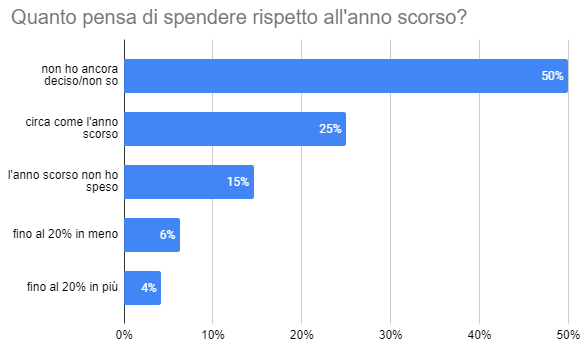 Quanto pensa di spendere rispetto all'anno scorso?
non ho ancora
deciso/non so
50%
circa come l'anno
scorso
25%
l'anno scorso non ho
speso
15%
fino al 20% in meno
6%
fino al 20% in più
4%
0%
10%
20%
30%
40%
50%